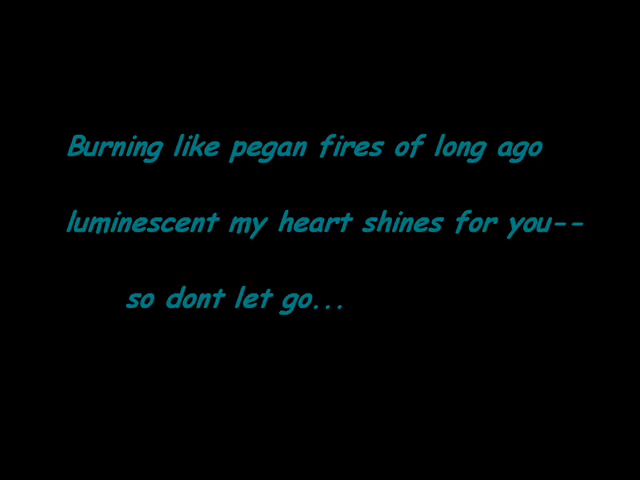 Burning like pegan fires of long ago
luminescent my heart shines for you--
so dont let go...